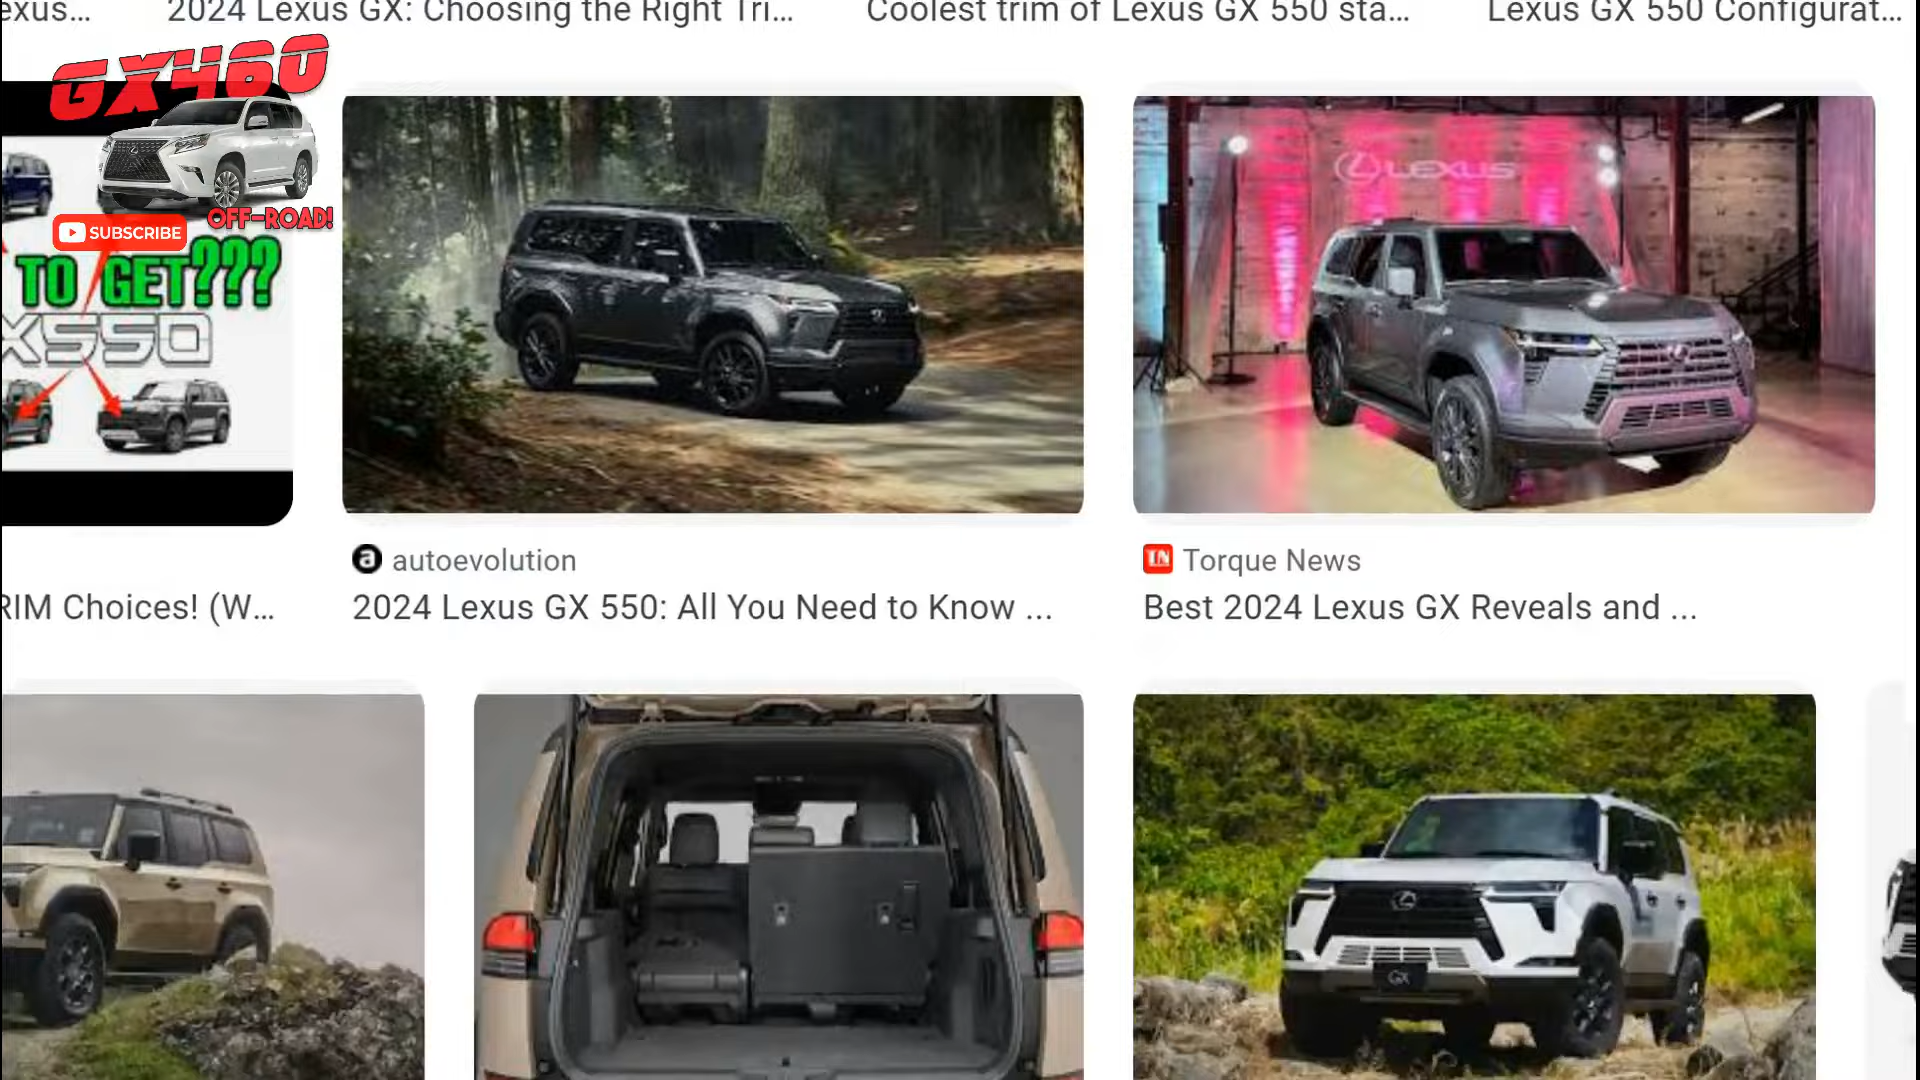 exus...
2024 Lexus GX: Choosing the Right Tri...
Coolest trim of Lexus GX 550 sta...
Lexus GX 550 Configurat...
GX460
OFF-ROAD!
SUBSCRIBE
TO GET???
X550
LEXUS
autoevolution
2024 Lexus GX 550: All You Need to Know ...
TN Torque News
Best 2024 Lexus GX Reveals and ...
RIM Choices! (W...
GX